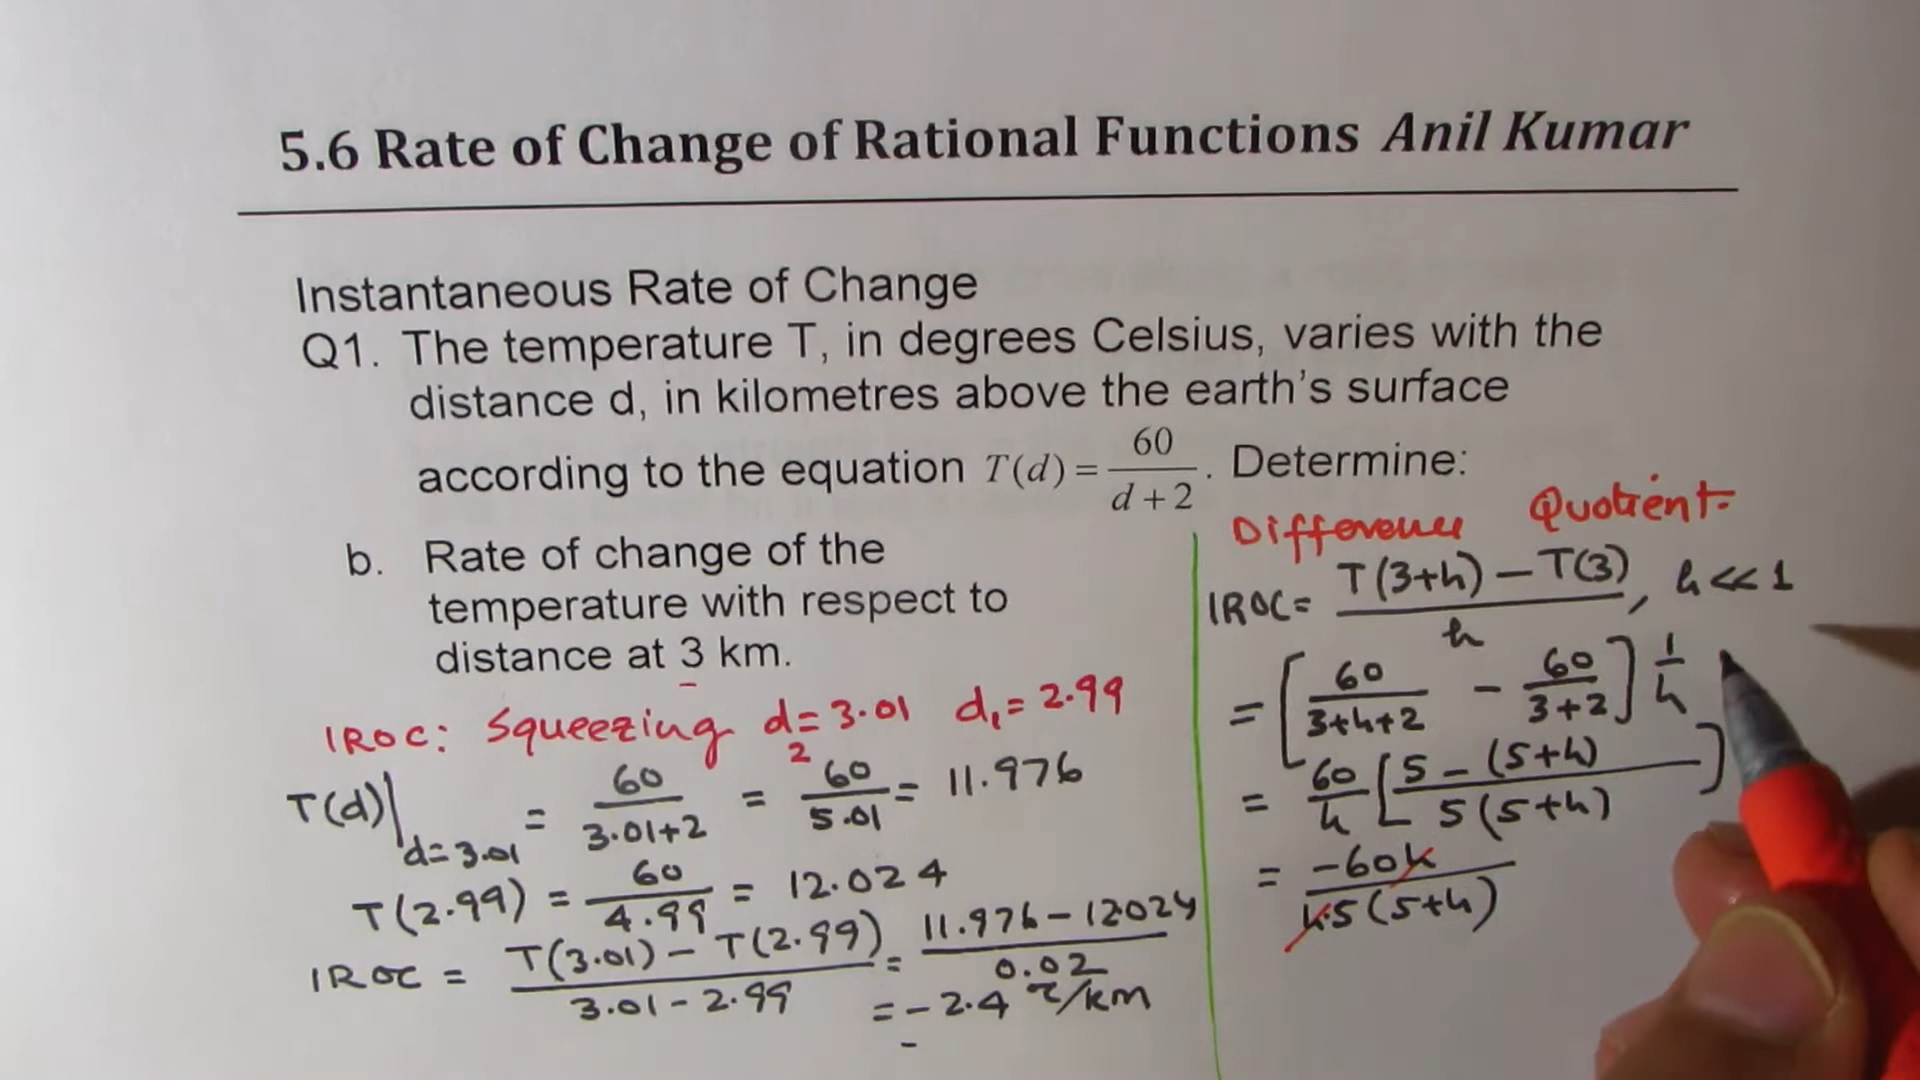 5.6 Rate of Change of Rational Functions Anil Kumar
Instantaneous Rate of Change
Q1. The temperature T, in degrees Celsius, varies with the
distance d, in kilometres above the earth's surface
according to the equation T(d) = 60/(d+2). Determine:
b. Rate of change of the
temperature with respect to
distance at 3 km.
IROC: Squeezing d₂=3.01 d₁=2.99
T(d)|d=3.01 = 60/(3.01+2) = 60/5.01 = 11.976
T(2.99) = 60/4.99 = 12.024
IROC = (T(3.01) - T(2.99))/(3.01 - 2.99) = (11.976 - 12024)/0.02
= -2.4 °C/km
Difference Quotient
IROC = (T(3+h) - T(3))/h, h << 1
= [60/(3+h+2) - 60/(3+2)] 1/h
= 60/h [(5 - (5+h))/(5(5+h))]
= -60h/(h·5(5+h))